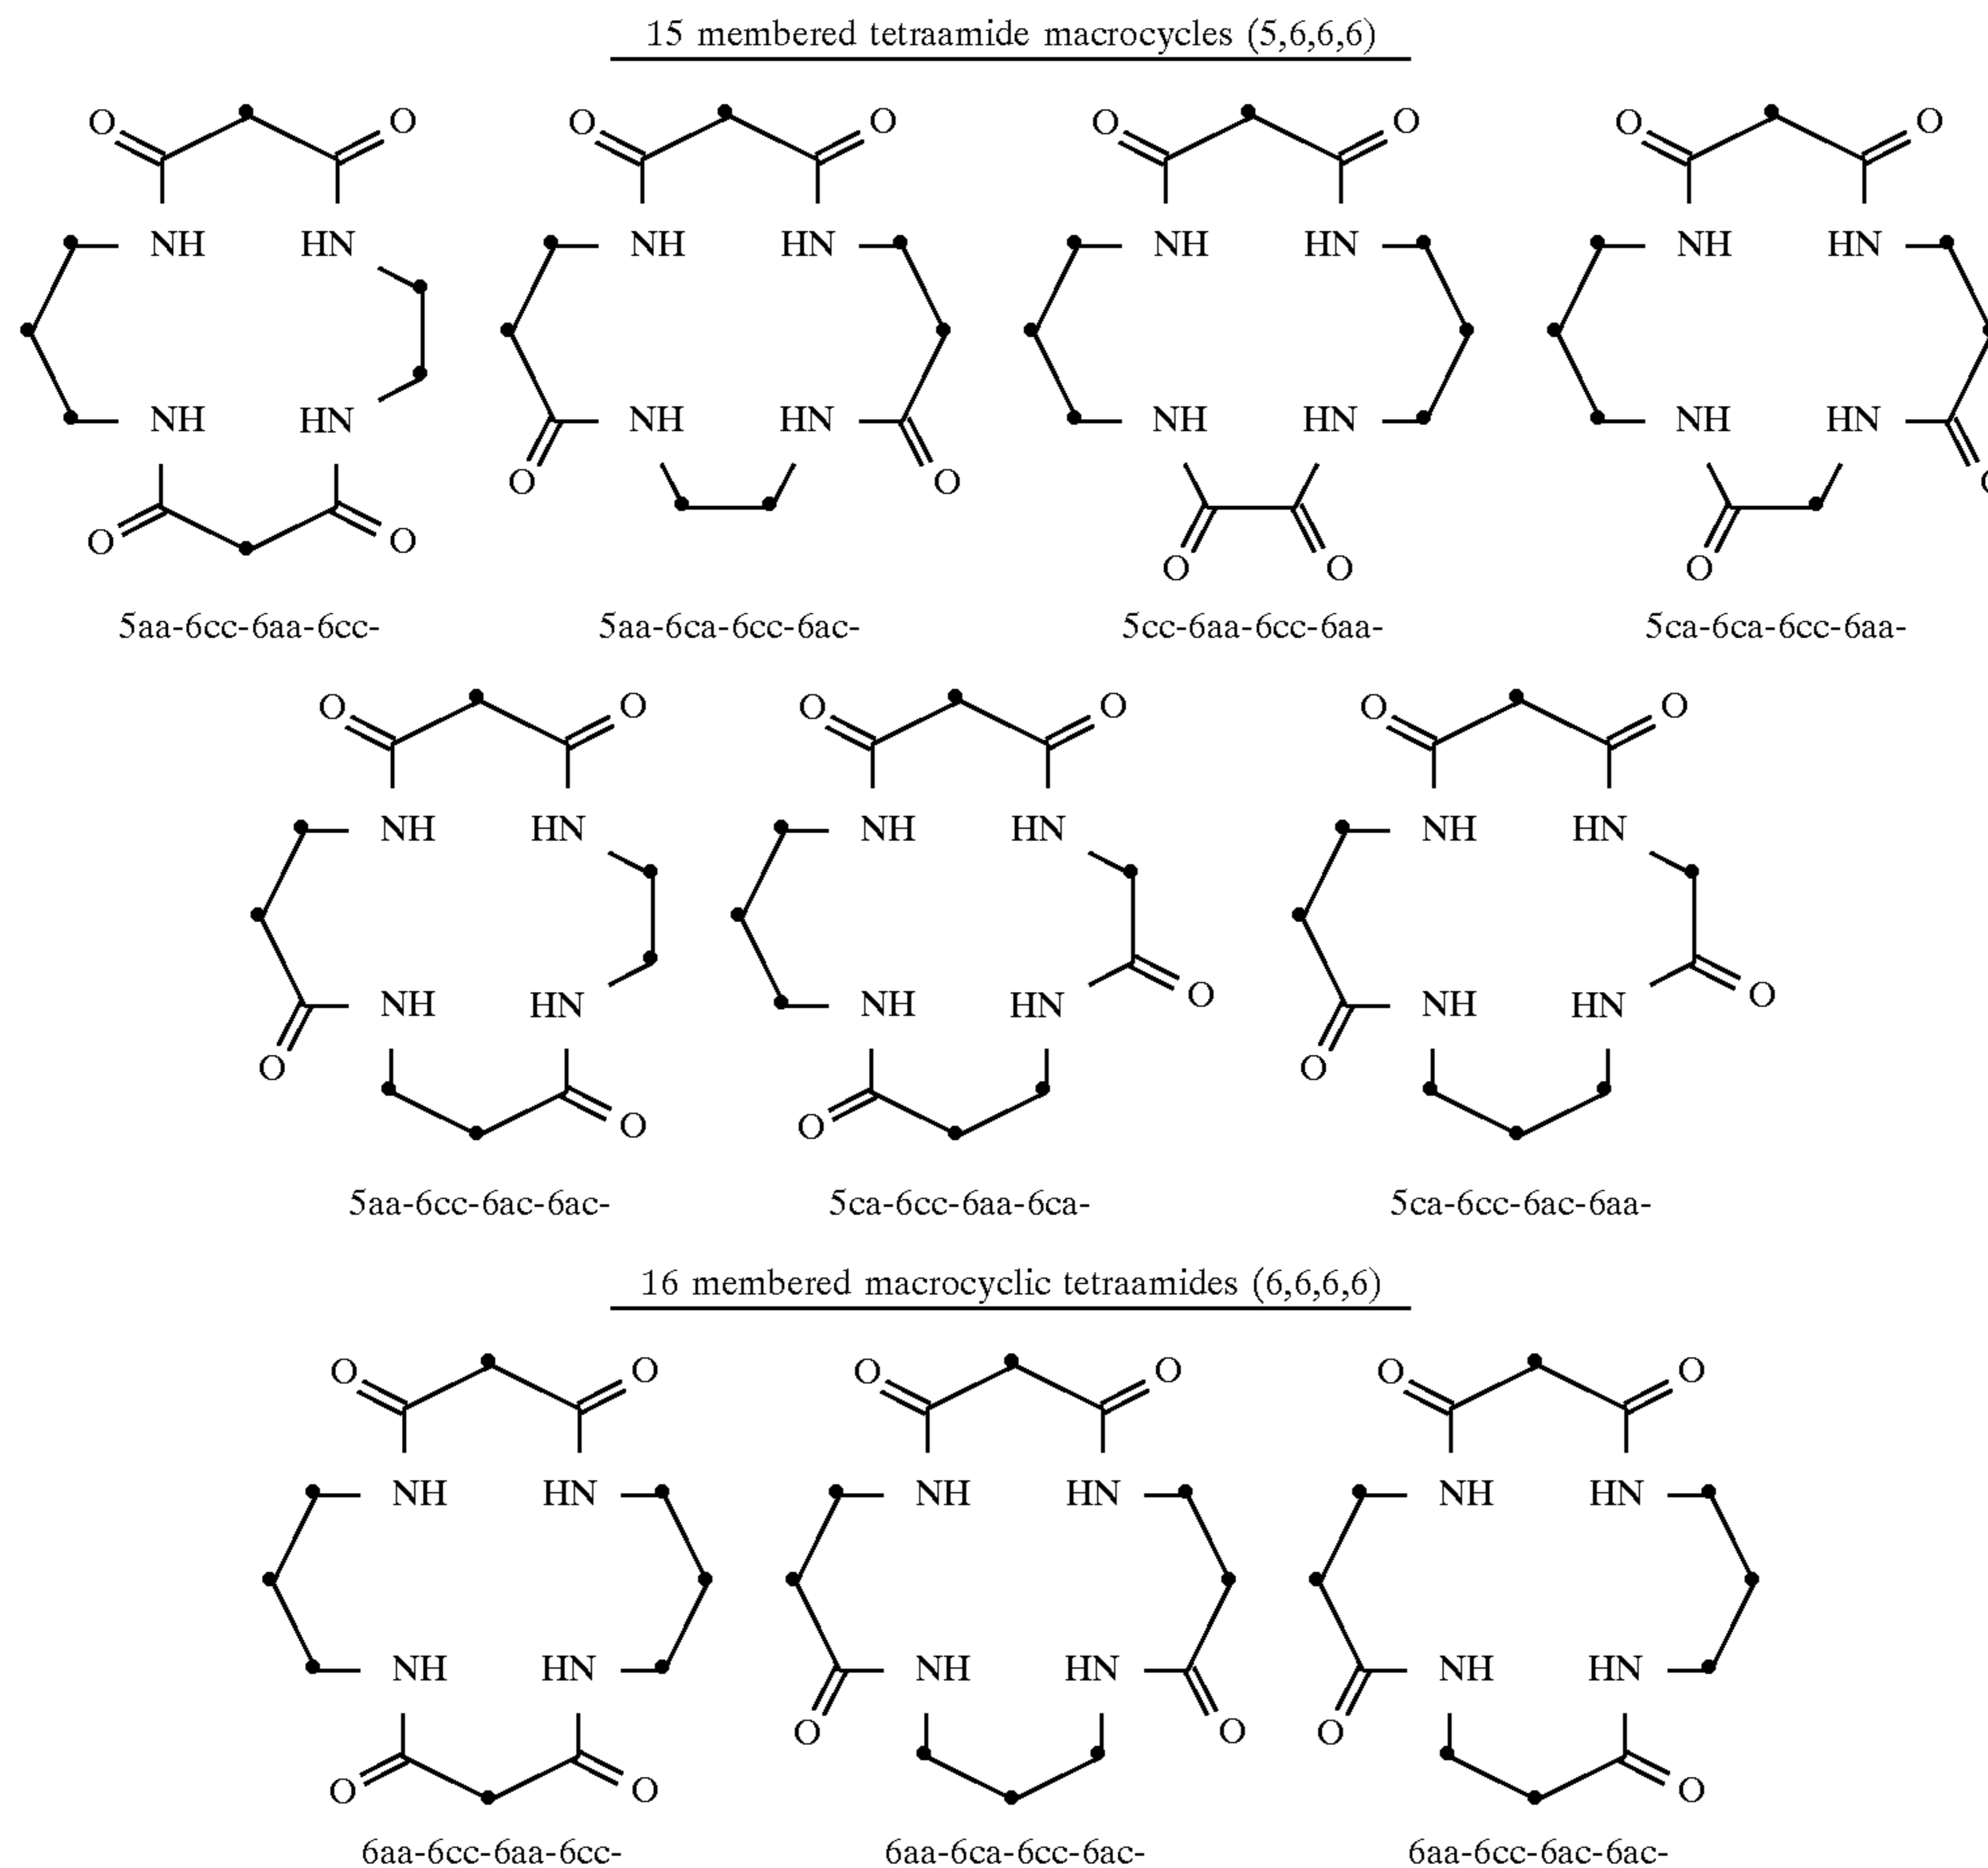 15 membered tetraamide macrocycles (5,6,6,6)
O O O O O O O O
NH HN NH HN NH HN NH HN
NH HN NH HN NH HN NH HN
O O O O
O O O O O
5aa-6cc-6aa-6cc- 5aa-6ca-6cc-6ac- 5cc-6aa-6cc-6aa- 5ca-6ca-6cc-6aa-
O O O O O O
NH HN NH HN NH HN
NH HN NH HN NH HN
O O
O O O
O O
5aa-6cc-6ac-6ac- 5ca-6cc-6aa-6ca- 5ca-6cc-6ac-6aa-
16 membered macrocyclic tetraamides (6,6,6,6)
O O O O O O
NH HN NH HN NH HN
NH HN NH HN NH HN
O O O
O O O
6aa-6cc-6aa-6cc- 6aa-6ca-6cc-6ac- 6aa-6cc-6ac-6ac-